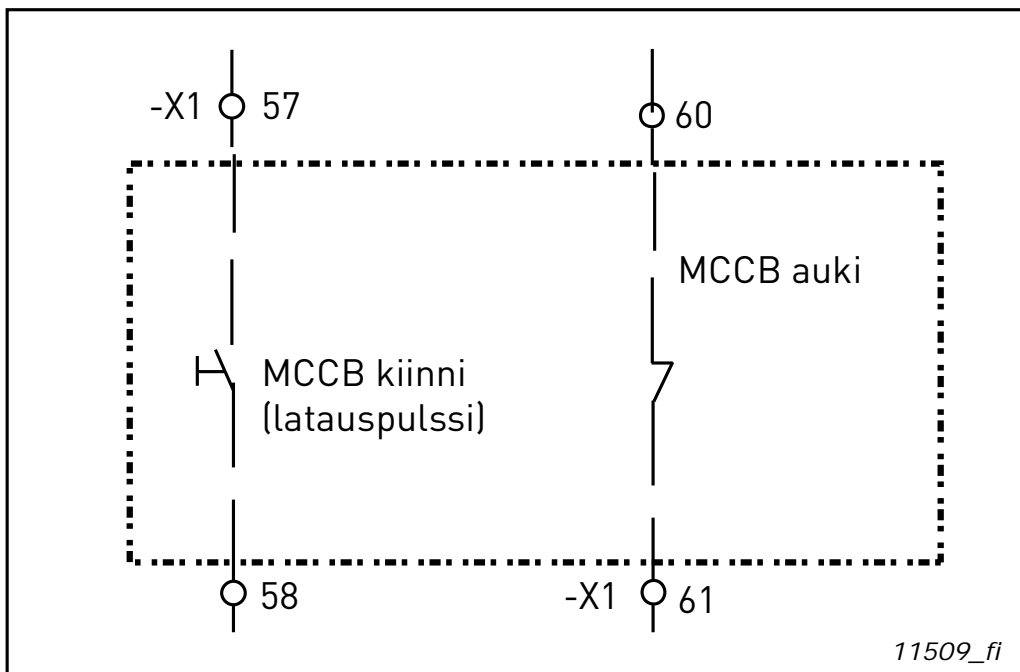 -X1 57
60
MCCB auki
MCCB kiinni
(latauspulssi)
58
-X1 61
11509_fi